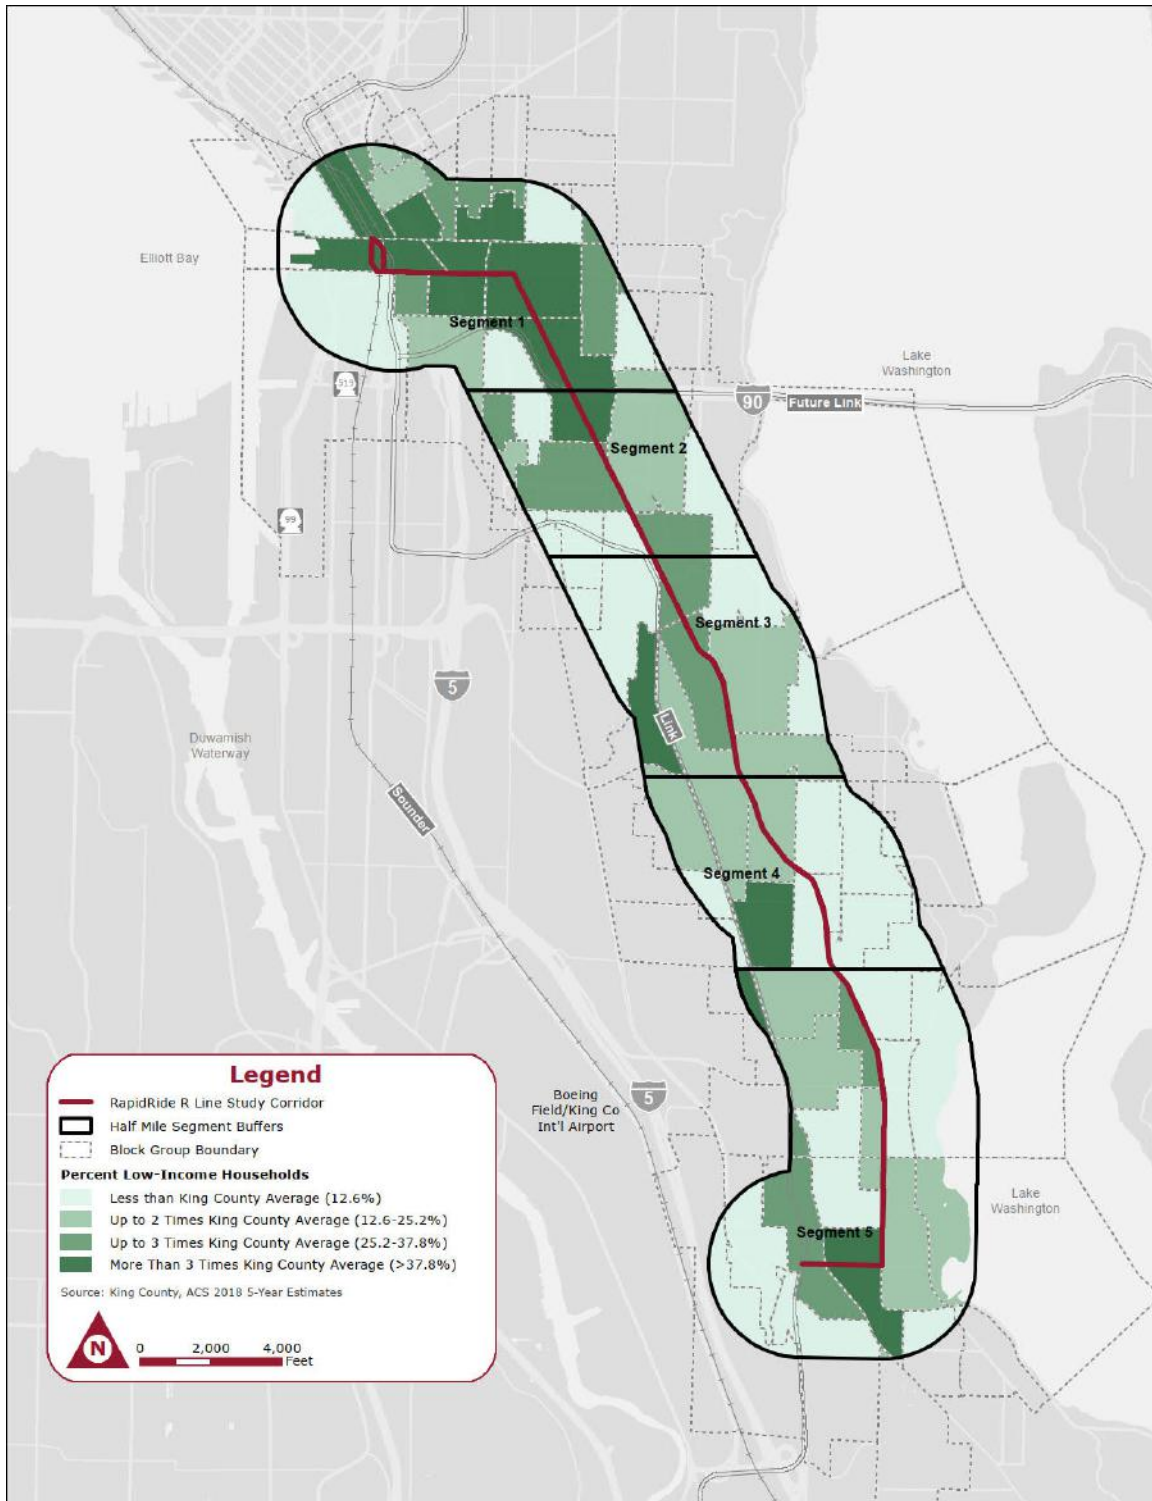 Elliott Bay
Segment 1
519
Lake
Washington
90
Future Link
Segment 2
99
Segment 3
5
Link
Duwamish
Waterway
Sounder
Segment 4
Boeing
Field/King Co
Int'l Airport
5
Lake
Washington
Segment 5
Legend
RapidRide R Line Study Corridor
Half Mile Segment Buffers
Block Group Boundary
Percent Low-Income Households
Less than King County Average (12.6%)
Up to 2 Times King County Average (12.6-25.2%)
Up to 3 Times King County Average (25.2-37.8%)
More Than 3 Times King County Average (>37.8%)
Source: King County, ACS 2018 5-Year Estimates
N
0 2,000 4,000
Feet